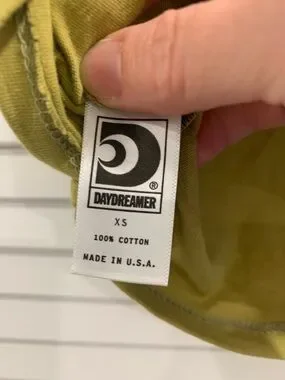 ®
DAYDREAMER
XS
100% COTTON
MADE IN U.S.A.